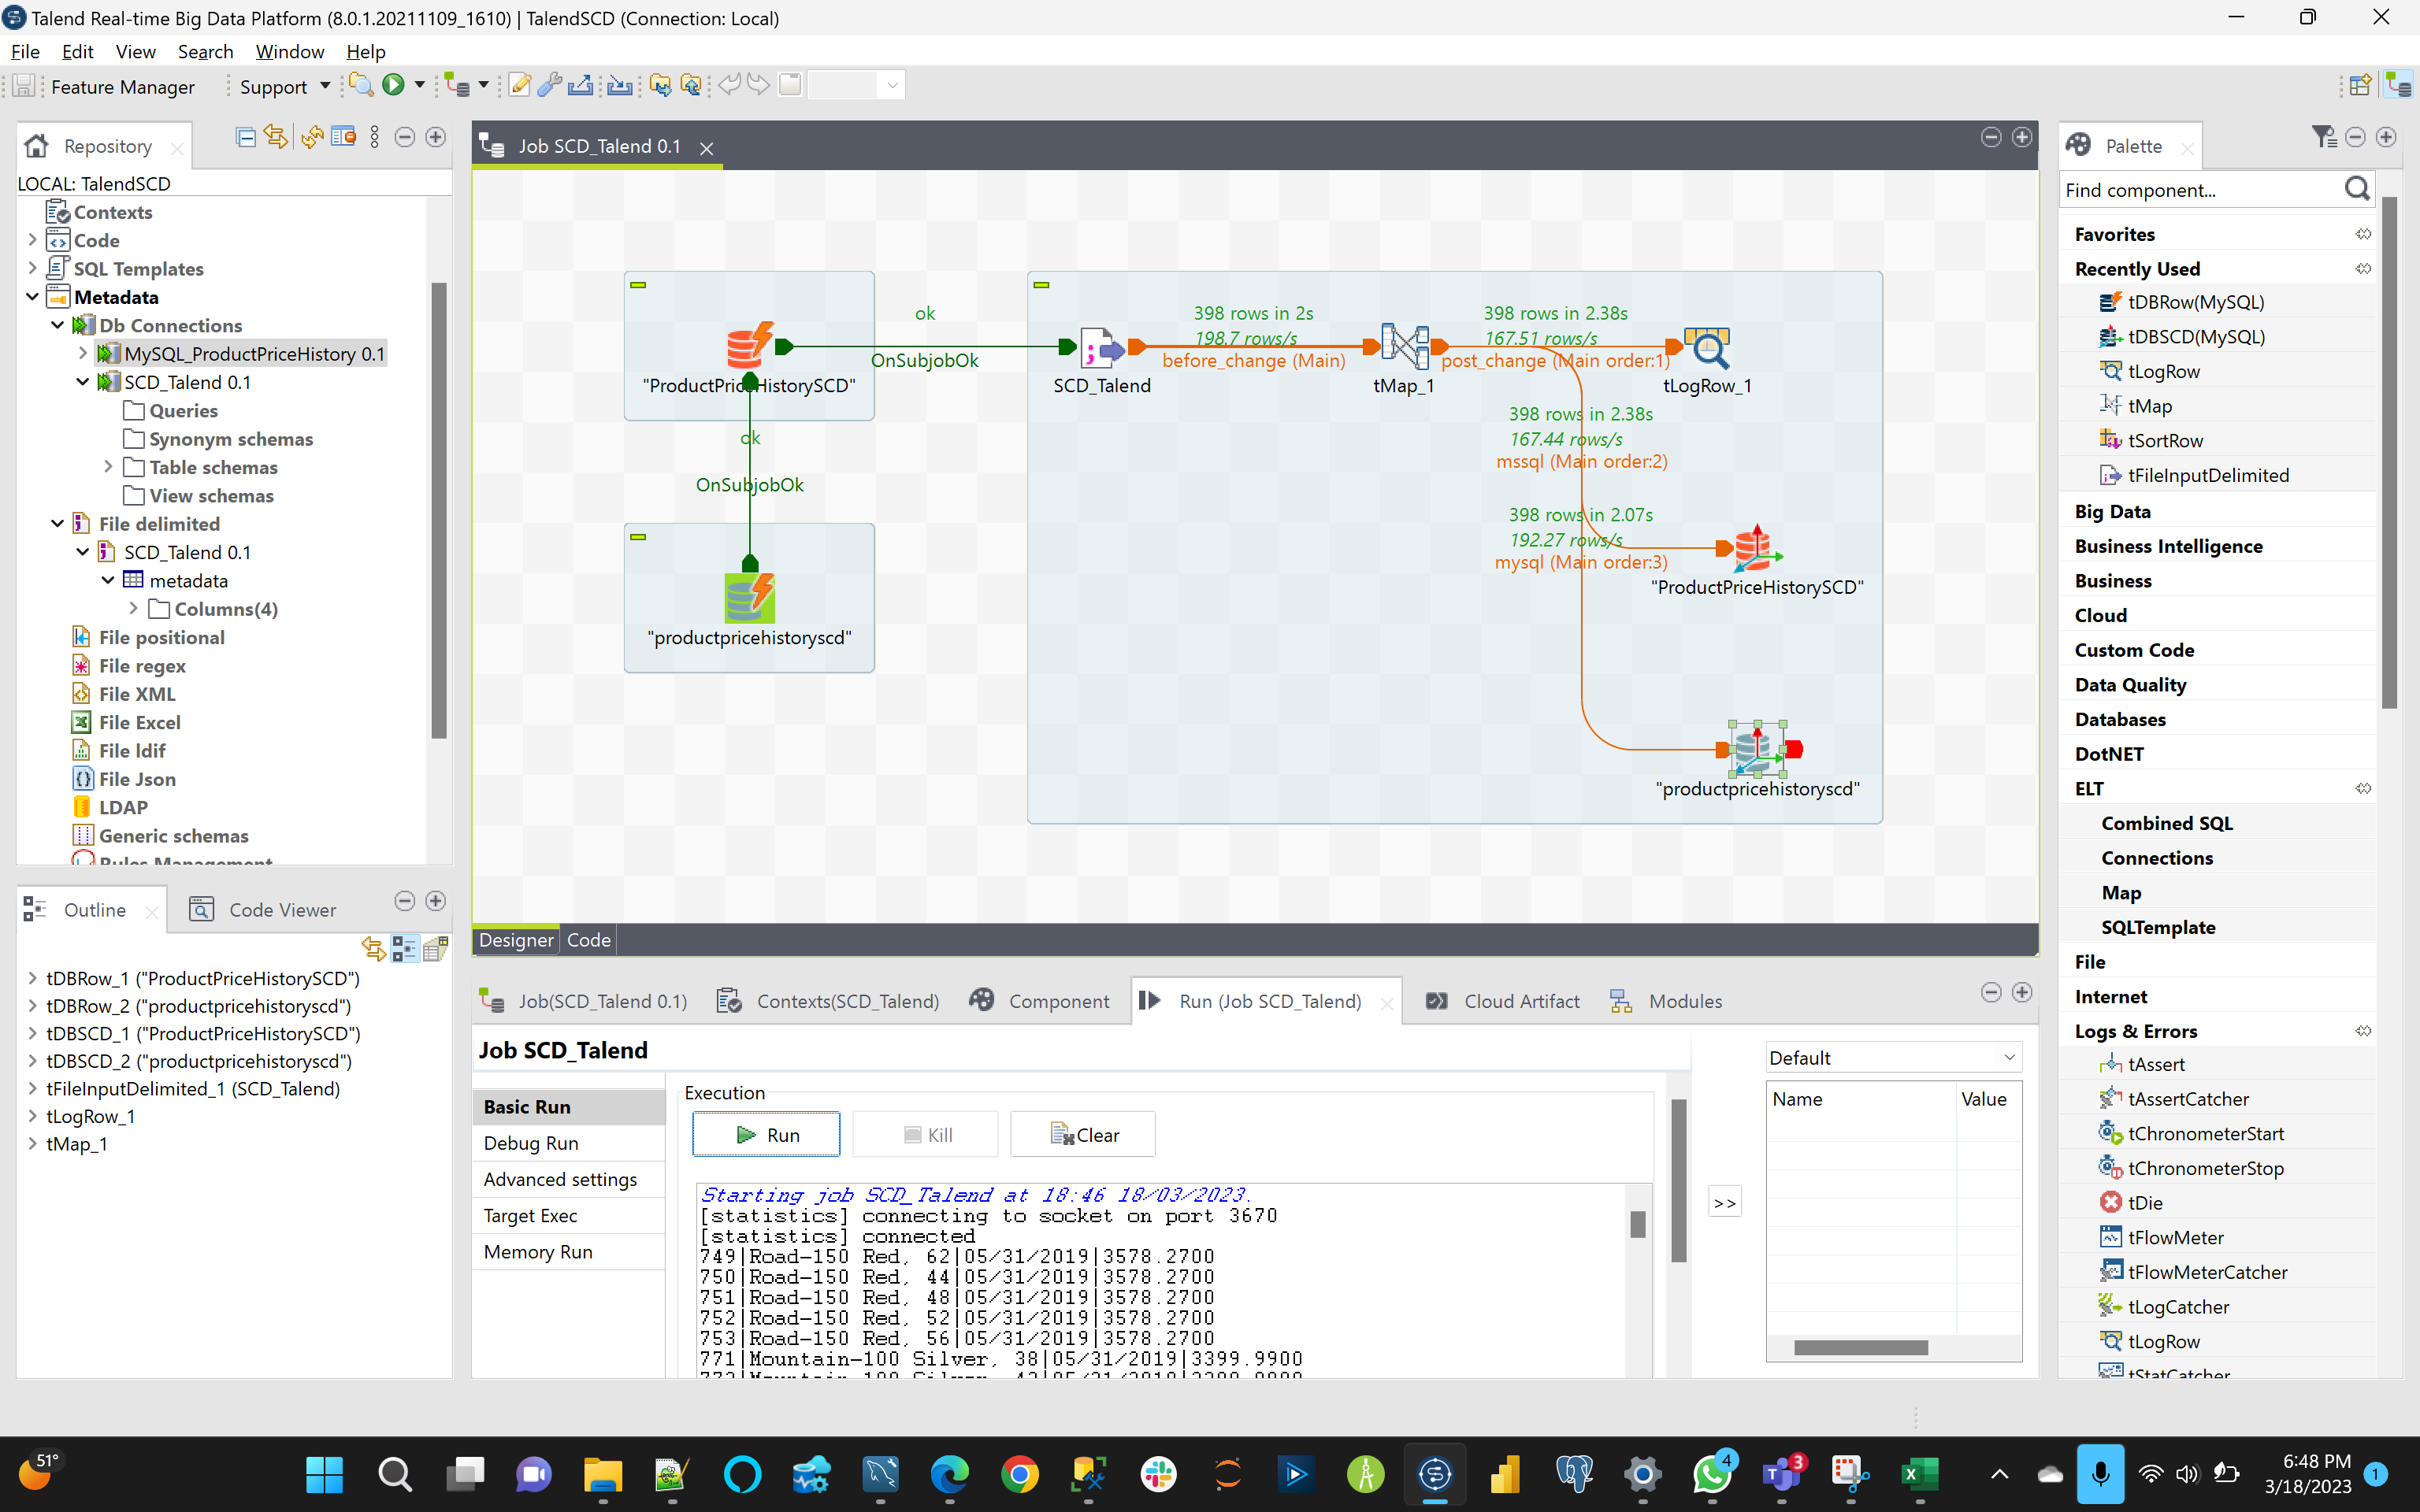 Talend Real-time Big Data Platform (8.0.1.20211109_1610) | TalendSCD (Connection: Local)
File Edit View Search Window Help
Feature Manager Support
Repository
LOCAL: TalendSCD
Contexts
Code
SQL Templates
Metadata
Db Connections
MySQL_ProductPriceHistory 0.1
SCD_Talend 0.1
Queries
Synonym schemas
Table schemas
View schemas
File delimited
SCD_Talend 0.1
metadata
Columns(4)
File positional
File regex
File XML
File Excel
File ldif
File Json
LDAP
Generic schemas
Rules Management
Outline Code Viewer
tDBRow_1 ("ProductPriceHistorySCD")
tDBRow_2 ("productpricehistoryscd")
tDBSCD_1 ("ProductPriceHistorySCD")
tDBSCD_2 ("productpricehistoryscd")
tFileInputDelimited_1 (SCD_Talend)
tLogRow_1
tMap_1
Job SCD_Talend 0.1
ok
OnSubjobOk
"ProductPriceHistorySCD"
ok
OnSubjobOk
"productpricehistoryscd"
SCD_Talend
398 rows in 2s
198.7 rows/s
before_change (Main)
tMap_1
398 rows in 2.38s
167.51 rows/s
post_change (Main order:1)
tLogRow_1
398 rows in 2.38s
167.44 rows/s
mssql (Main order:2)
398 rows in 2.07s
192.27 rows/s
mysql (Main order:3)
"ProductPriceHistorySCD"
"productpricehistoryscd"
Designer Code
Job(SCD_Talend 0.1) Contexts(SCD_Talend) Component Run (Job SCD_Talend) Cloud Artifact Modules
Job SCD_Talend
Basic Run
Debug Run
Advanced settings
Target Exec
Memory Run
Execution
Run Kill Clear
Starting job SCD_Talend at 18:46 18/03/2023.
[statistics] connecting to socket on port 3670
[statistics] connected
749|Road-150 Red, 62|05/31/2019|3578.2700
750|Road-150 Red, 44|05/31/2019|3578.2700
751|Road-150 Red, 48|05/31/2019|3578.2700
752|Road-150 Red, 52|05/31/2019|3578.2700
753|Road-150 Red, 56|05/31/2019|3578.2700
771|Mountain-100 Silver, 38|05/31/2019|3399.9900
>>
Default
Name Value
Palette
Find component...
Favorites
Recently Used
tDBRow(MySQL)
tDBSCD(MySQL)
tLogRow
tMap
tSortRow
tFileInputDelimited
Big Data
Business Intelligence
Business
Cloud
Custom Code
Data Quality
Databases
DotNET
ELT
Combined SQL
Connections
Map
SQLTemplate
File
Internet
Logs & Errors
tAssert
tAssertCatcher
tChronometerStart
tChronometerStop
tDie
tFlowMeter
tFlowMeterCatcher
tLogCatcher
tLogRow
tStatCatcher
51°
4
3
6:48 PM
3/18/2023
1